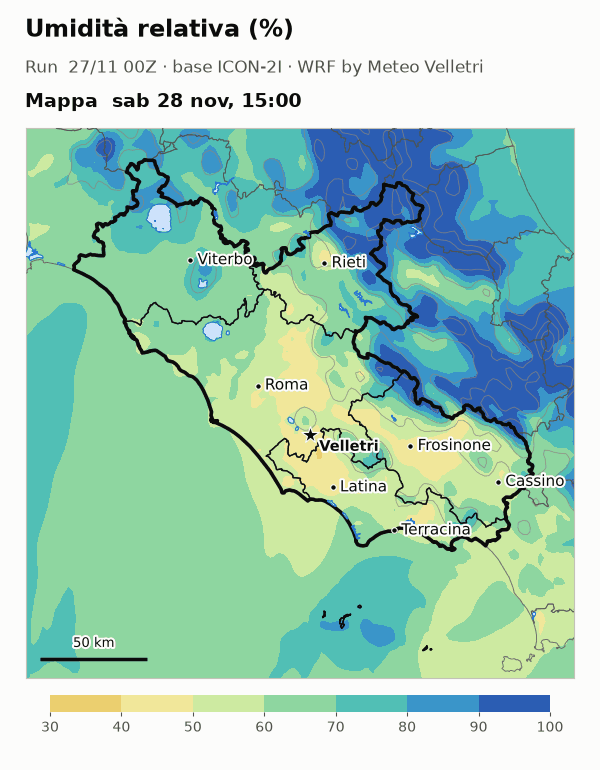 Umidità relativa (%)
Run 27/11 00Z · base ICON-2I · WRF by Meteo Velletri
Mappa sab 28 nov, 15:00
Viterbo
Rieti
Roma
Velletri
Frosinone
Cassino
Latina
Terracina
50 km
30 40 50 60 70 80 90 100